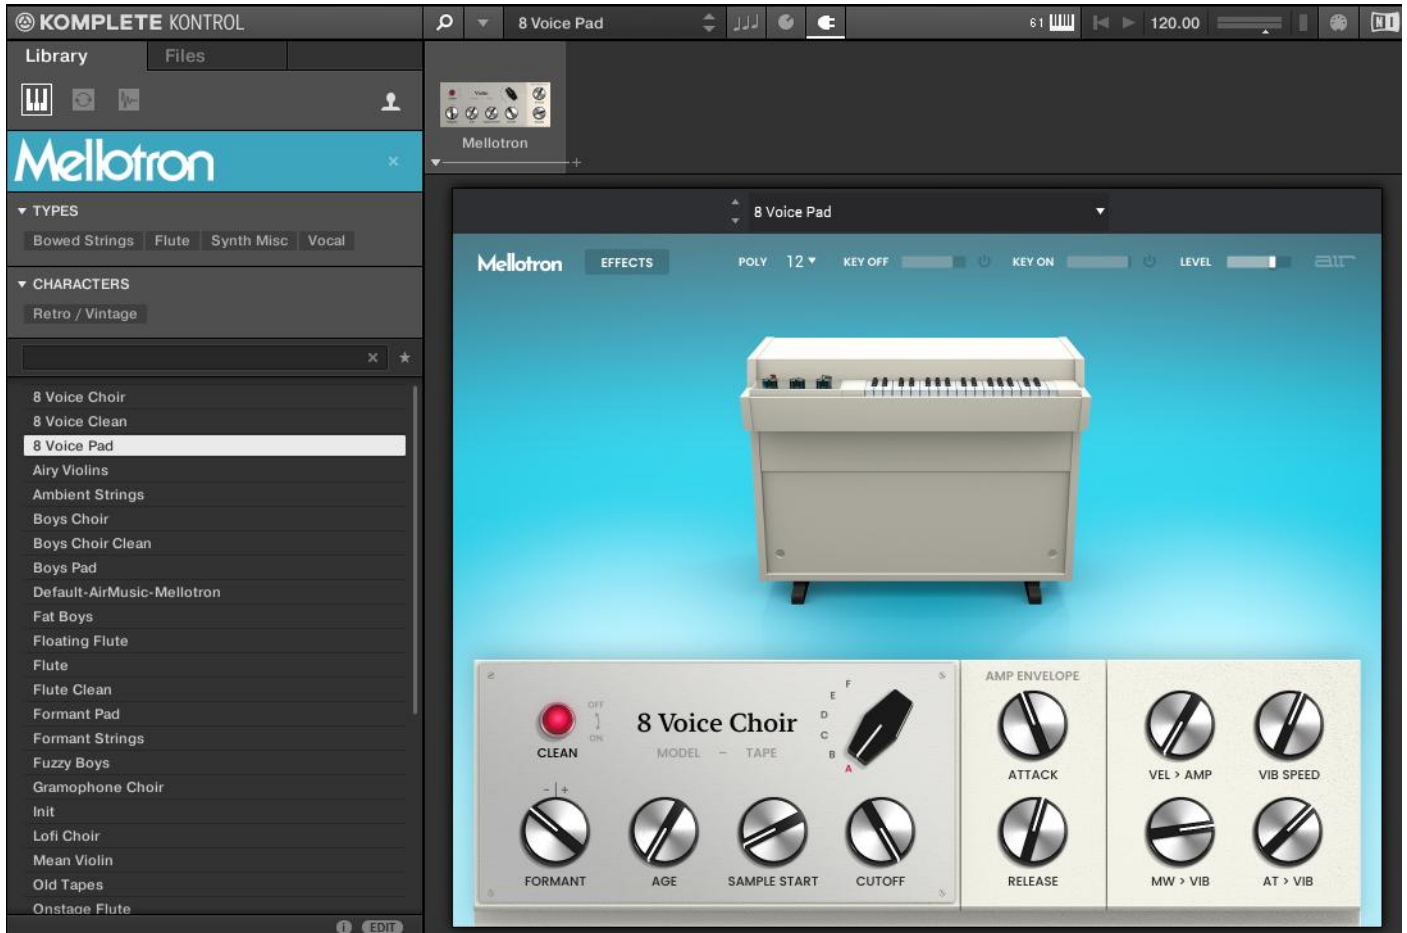 KOMPLETE KONTROL
8 Voice Pad
61
120.00
Library Files
Mellotron
Mellotron
TYPES
Bowed Strings Flute Synth Misc Vocal
CHARACTERS
Retro / Vintage
8 Voice Choir
8 Voice Clean
8 Voice Pad
Airy Violins
Ambient Strings
Boys Choir
Boys Choir Clean
Boys Pad
Default-AirMusic-Mellotron
Fat Boys
Floating Flute
Flute
Flute Clean
Formant Pad
Formant Strings
Fuzzy Boys
Gramophone Choir
Init
Lofi Choir
Mean Violin
Old Tapes
Onstage Flute
EDIT
8 Voice Pad
Mellotron EFFECTS POLY 12 KEY OFF KEY ON LEVEL air
OFF
ON
CLEAN
8 Voice Choir
MODEL - TAPE
F
E
D
C
B
A
- | +
FORMANT AGE SAMPLE START CUTOFF
AMP ENVELOPE
ATTACK
RELEASE
VEL > AMP VIB SPEED
MW > VIB AT > VIB